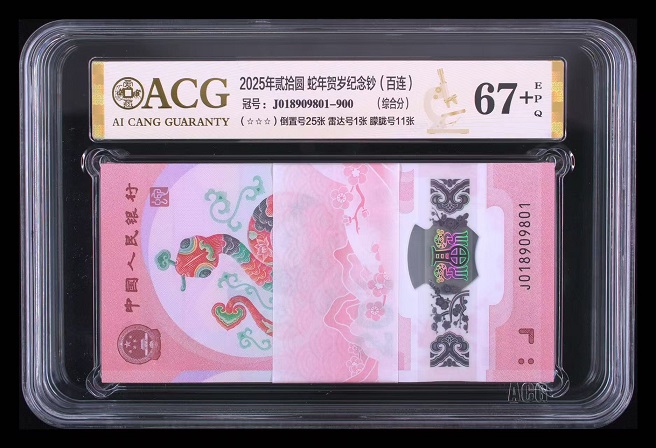 ACG
AI CANG GUARANTY
2025年贰拾圆 蛇年贺岁纪念钞（百连）
冠号：J018909801-900 （综合分）
（☆☆☆）倒置号25张 雷达号1张 朦胧号11张
67+
EPQ
中国人民银行
J018909801
ACG